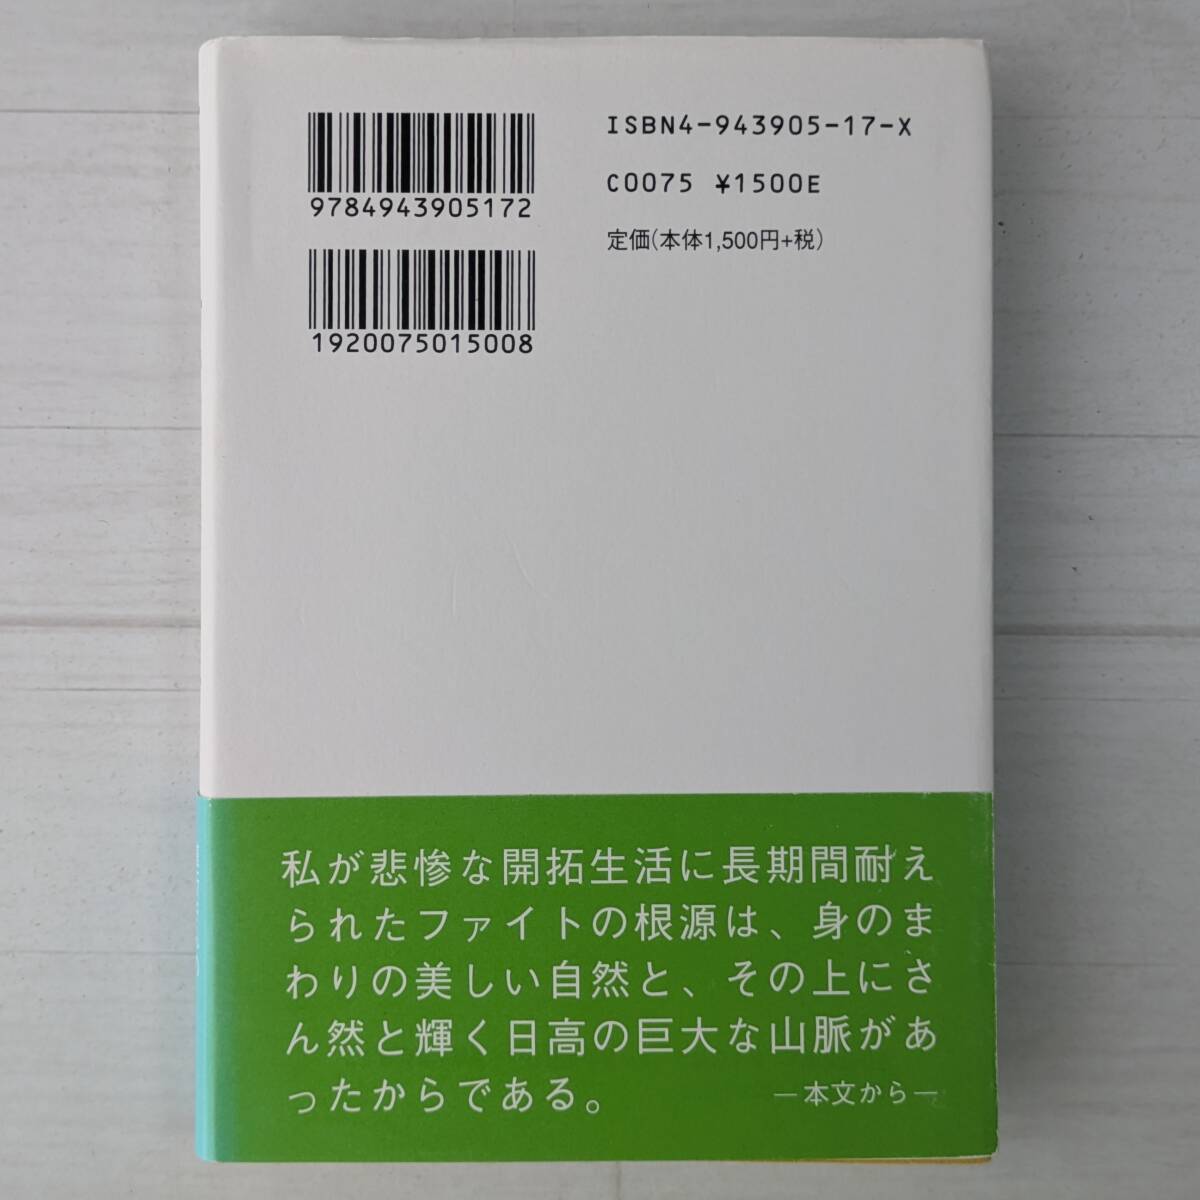 9784943905172
1920075015008
ISBN4-943905-17-X
C0075 ¥1500E
定価(本体1,500円+税)
私が悲惨な開拓生活に長期間耐え
られたファイトの根源は、身のま
わりの美しい自然と、その上にさ
ん然と輝く日高の巨大な山脈があ
ったからである。
―本文から―